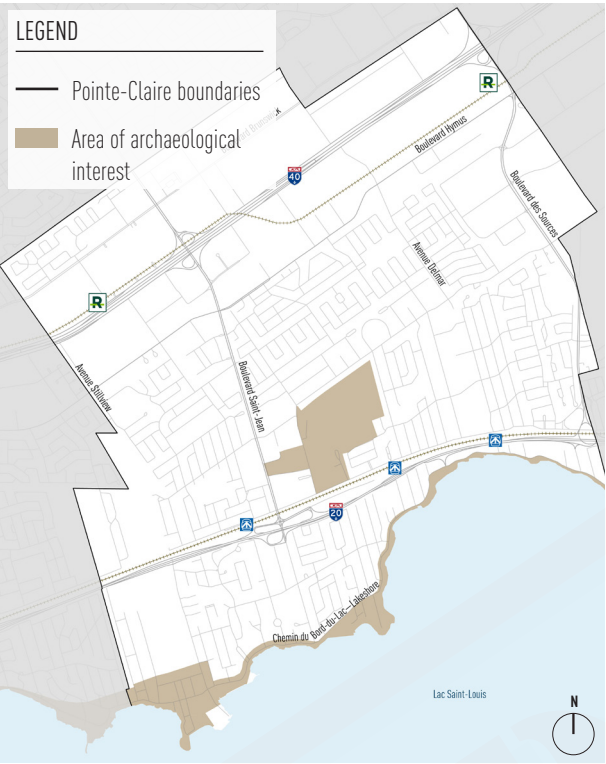 LEGEND
Pointe-Claire boundaries
Area of archaeological
interest
R
Boulevard Hymus
40
Boulevard des Sources
Avenue Delmar
R
Avenue Stillview
Boulevard Saint-Jean
20
Chemin du Bord-du-Lac—Lakeshore
Lac Saint-Louis
N